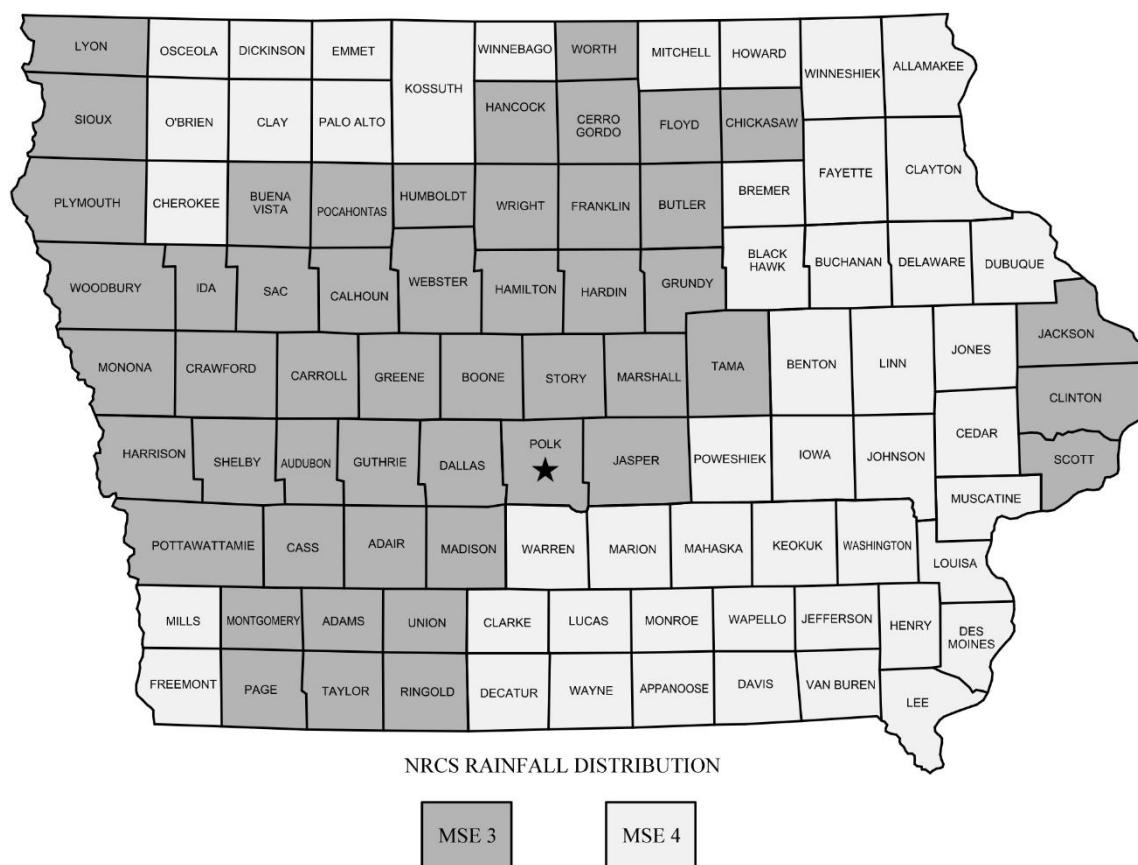 LYON
OSCEOLA
DICKINSON
EMMET
KOSSUTH
WINNEBAGO
WORTH
MITCHELL
HOWARD
WINNESHIEK
ALLAMAKEE
SIOUX
O'BRIEN
CLAY
PALO ALTO
HANCOCK
CERRO
GORDO
FLOYD
CHICKASAW
FAYETTE
CLAYTON
PLYMOUTH
CHEROKEE
BUENA
VISTA
POCAHONTAS
HUMBOLDT
WRIGHT
FRANKLIN
BUTLER
BREMER
WOODBURY
IDA
SAC
CALHOUN
WEBSTER
HAMILTON
HARDIN
GRUNDY
BLACK
HAWK
BUCHANAN
DELAWARE
DUBUQUE
MONONA
CRAWFORD
CARROLL
GREENE
BOONE
STORY
MARSHALL
TAMA
BENTON
LINN
JONES
JACKSON
CLINTON
HARRISON
SHELBY
AUDUBON
GUTHRIE
DALLAS
POLK
JASPER
POWESHIEK
IOWA
JOHNSON
CEDAR
SCOTT
MUSCATINE
POTTAWATTAMIE
CASS
ADAIR
MADISON
WARREN
MARION
MAHASKA
KEOKUK
WASHINGTON
LOUISA
MILLS
MONTGOMERY
ADAMS
UNION
CLARKE
LUCAS
MONROE
WAPELLO
JEFFERSON
HENRY
DES
MOINES
FREEMONT
PAGE
TAYLOR
RINGOLD
DECATUR
WAYNE
APPANOOSE
DAVIS
VAN BUREN
LEE
NRCS RAINFALL DISTRIBUTION
MSE 3
MSE 4